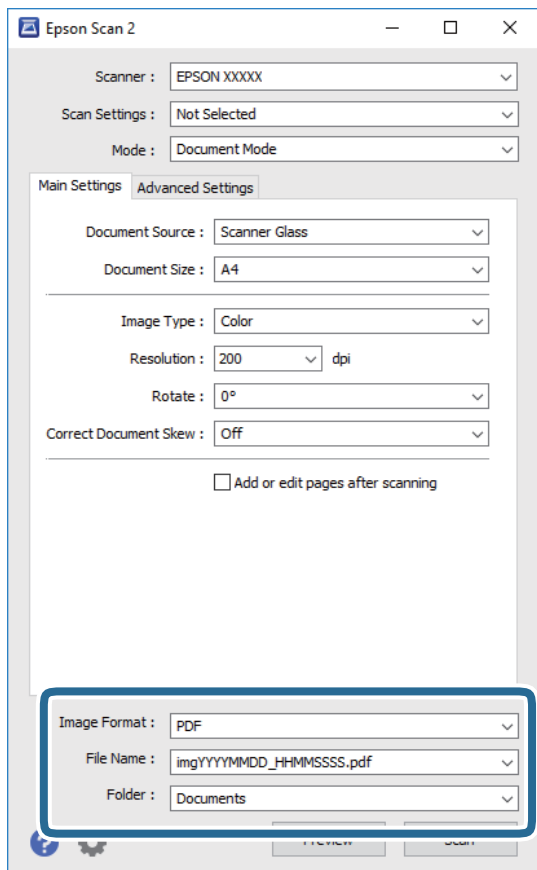 Epson Scan 2
Scanner : EPSON XXXXX
Scan Settings : Not Selected
Mode : Document Mode
Main Settings Advanced Settings
Document Source : Scanner Glass
Document Size : A4
Image Type : Color
Resolution : 200 dpi
Rotate : 0°
Correct Document Skew : Off
Add or edit pages after scanning
Image Format : PDF
File Name : imgYYYYMMDD_HHMMSSSS.pdf
Folder : Documents
? Preview Scan